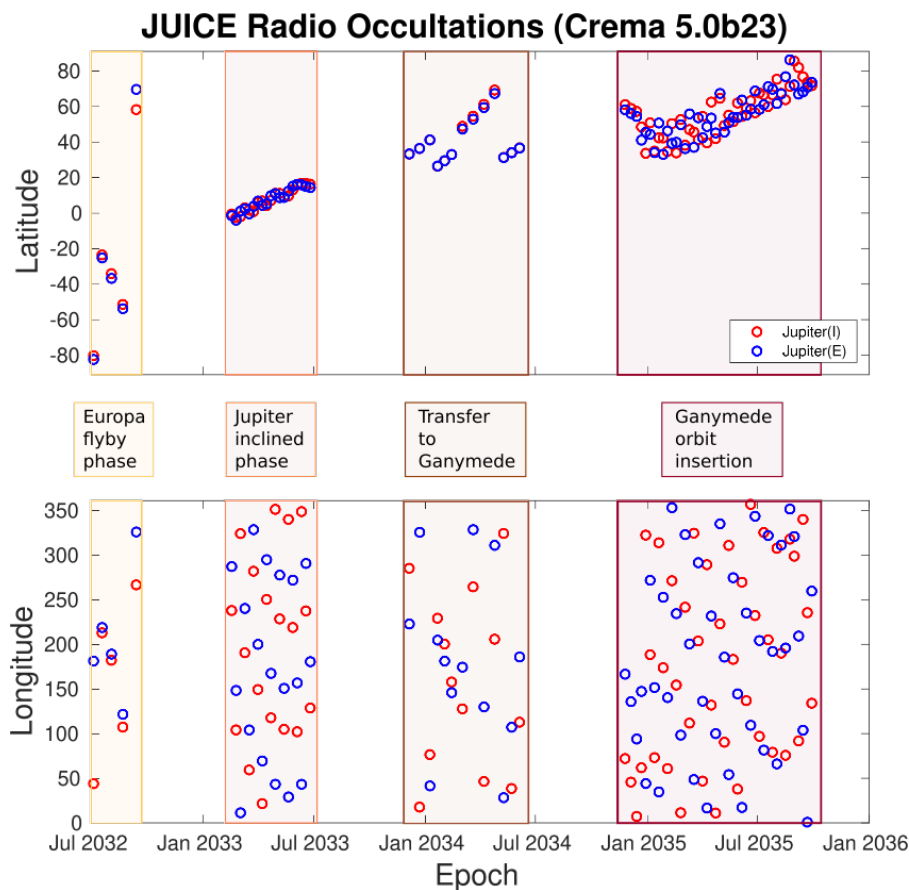 JUICE Radio Occultations (Crema 5.0b23)
80
60
40
20
0
-20
-40
-60
-80
Latitude
Jupiter(I)
Jupiter(E)
Europa
flyby
phase
Jupiter
inclined
phase
Transfer
to
Ganymede
Ganymede
orbit
insertion
350
300
250
200
150
100
50
0
Longitude
Jul 2032
Jan 2033
Jul 2033
Jan 2034
Jul 2034
Jan 2035
Jul 2035
Jan 2036
Epoch